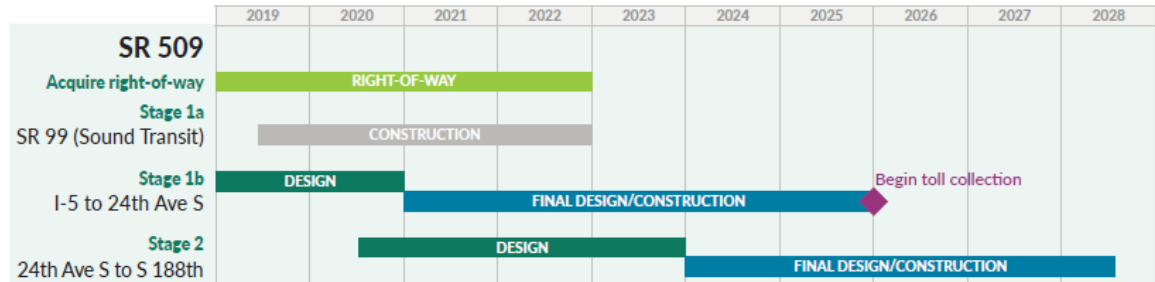 2019 2020 2021 2022 2023 2024 2025 2026 2027 2028
SR 509
Acquire right-of-way RIGHT-OF-WAY
Stage 1a
SR 99 (Sound Transit) CONSTRUCTION
Stage 1b DESIGN Begin toll collection
I-5 to 24th Ave S FINAL DESIGN/CONSTRUCTION
Stage 2 DESIGN
24th Ave S to S 188th FINAL DESIGN/CONSTRUCTION